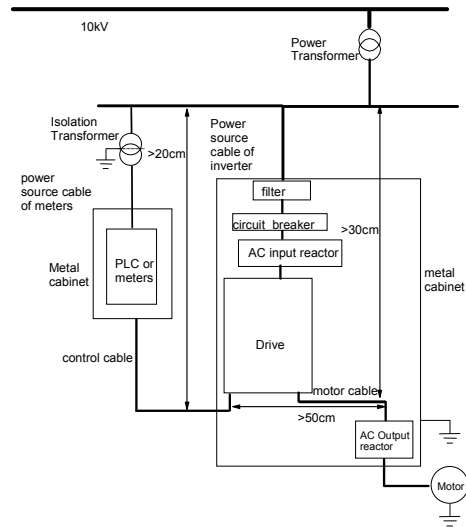 10kV
Power
Transformer
Isolation
Transformer
>20cm
Power
source
cable of
inverter
power
source cable
of meters
filter
circuit breaker
>30cm
AC input reactor
Metal
cabinet
PLC or
meters
metal
cabinet
Drive
control cable
motor cable
>50cm
AC Output
reactor
Motor